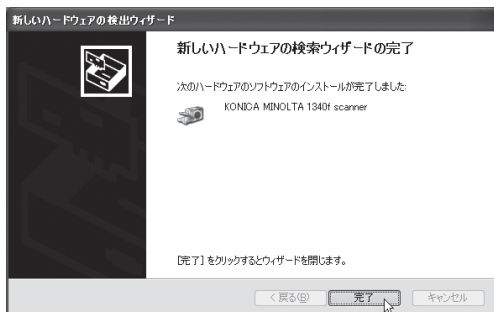 新しいハードウェアの検出ウィザード
新しいハードウェアの検索ウィザードの完了
次のハードウェアのソフトウェアのインストールが完了しました:
KONICA MINOLTA 1340f scanner
[完了] をクリックするとウィザードを閉じます。
< 戻る(B) 完了 キャンセル